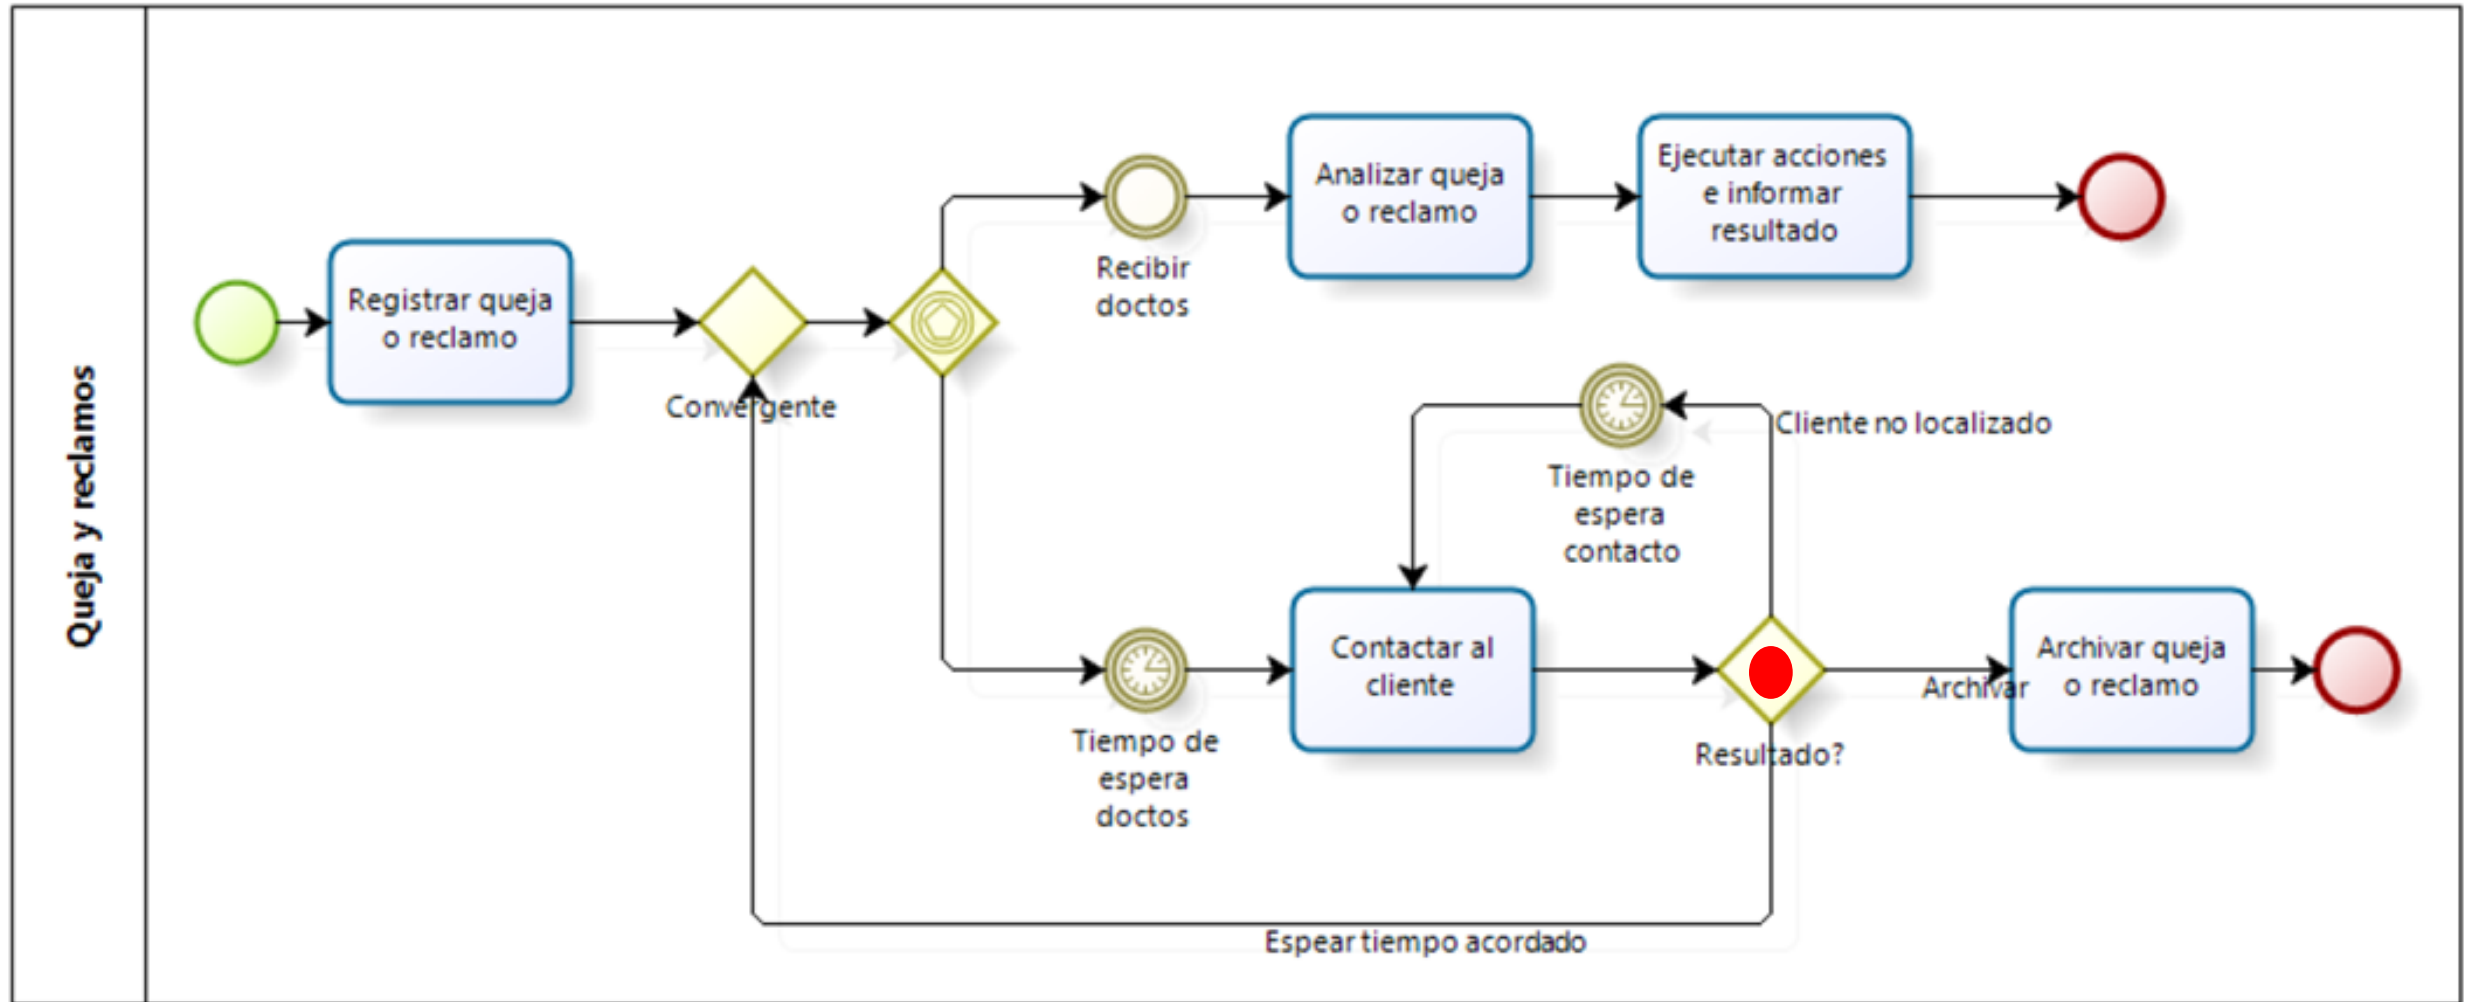 Queja y reclamos
Registrar queja
o reclamo
Convergente
Recibir
doctos
Analizar queja
o reclamo
Ejecutar acciones
e informar
resultado
Cliente no localizado
Tiempo de
espera
contacto
Tiempo de
espera
doctos
Contactar al
cliente
Resultado?
Archivar
Archivar queja
o reclamo
Espear tiempo acordado